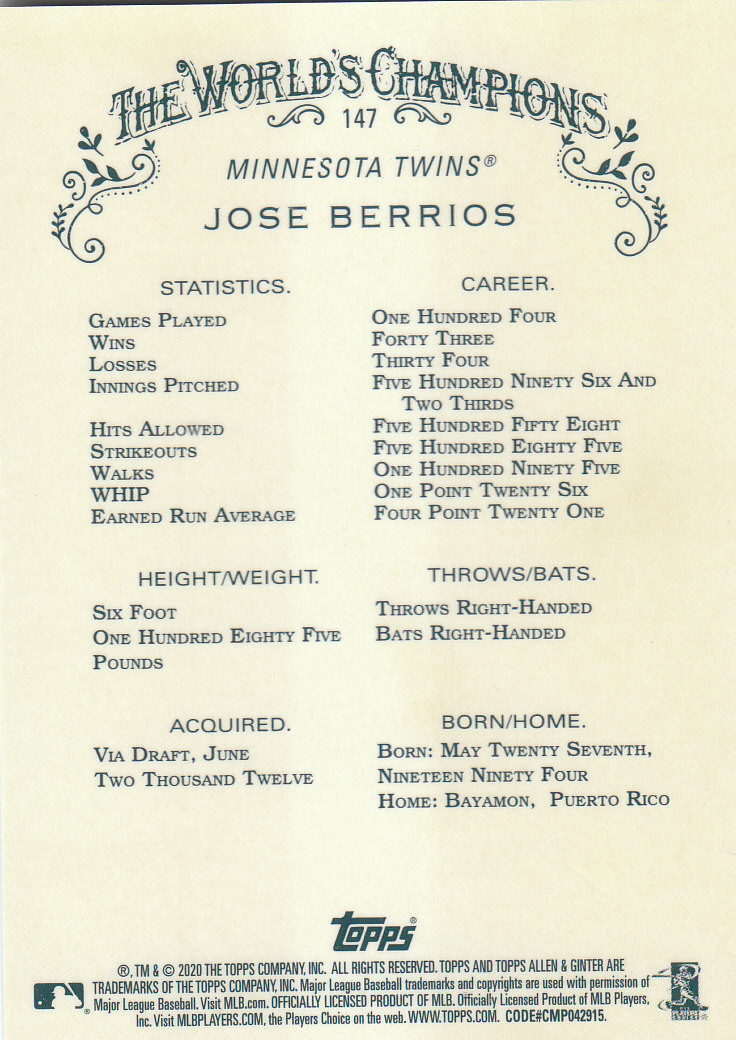 THE WORLD'S CHAMPIONS
147
MINNESOTA TWINS®
JOSE BERRIOS
STATISTICS. CAREER.
GAMES PLAYED ONE HUNDRED FOUR
WINS FORTY THREE
LOSSES THIRTY FOUR
INNINGS PITCHED FIVE HUNDRED NINETY SIX AND
TWO THIRDS
HITS ALLOWED FIVE HUNDRED FIFTY EIGHT
STRIKEOUTS FIVE HUNDRED EIGHTY FIVE
WALKS ONE HUNDRED NINETY FIVE
WHIP ONE POINT TWENTY SIX
EARNED RUN AVERAGE FOUR POINT TWENTY ONE
HEIGHT/WEIGHT.
SIX FOOT
ONE HUNDRED EIGHTY FIVE
POUNDS
THROWS/BATS.
THROWS RIGHT-HANDED
BATS RIGHT-HANDED
ACQUIRED.
VIA DRAFT, JUNE
TWO THOUSAND TWELVE
BORN/HOME.
BORN: MAY TWENTY SEVENTH,
NINETEEN NINETY FOUR
HOME: BAYAMON, PUERTO RICO
TOPPS®
®, TM & © 2020 THE TOPPS COMPANY, INC. ALL RIGHTS RESERVED. TOPPS AND TOPPS ALLEN & GINTER ARE
TRADEMARKS OF THE TOPPS COMPANY, INC. Major League Baseball trademarks and copyrights are used with permission of
Major League Baseball. Visit MLB.com. OFFICIALLY LICENSED PRODUCT OF MLB. Officially Licensed Product of MLB Players,
Inc. Visit MLBPLAYERS.COM, the Players Choice on the web. WWW.TOPPS.COM. CODE#CMP042915.